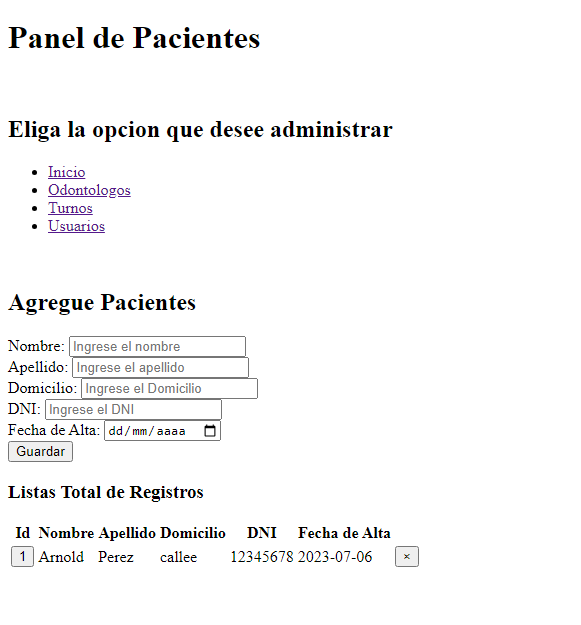 Panel de Pacientes
Eliga la opcion que desee administrar
Inicio
Odontologos
Turnos
Usuarios
Agregue Pacientes
Nombre: Ingrese el nombre
Apellido: Ingrese el apellido
Domicilio: Ingrese el Domicilio
DNI: Ingrese el DNI
Fecha de Alta: dd/mm/aaaa
Guardar
Listas Total de Registros
Id Nombre Apellido Domicilio DNI Fecha de Alta
1 Arnold Perez callee 12345678 2023-07-06 ×